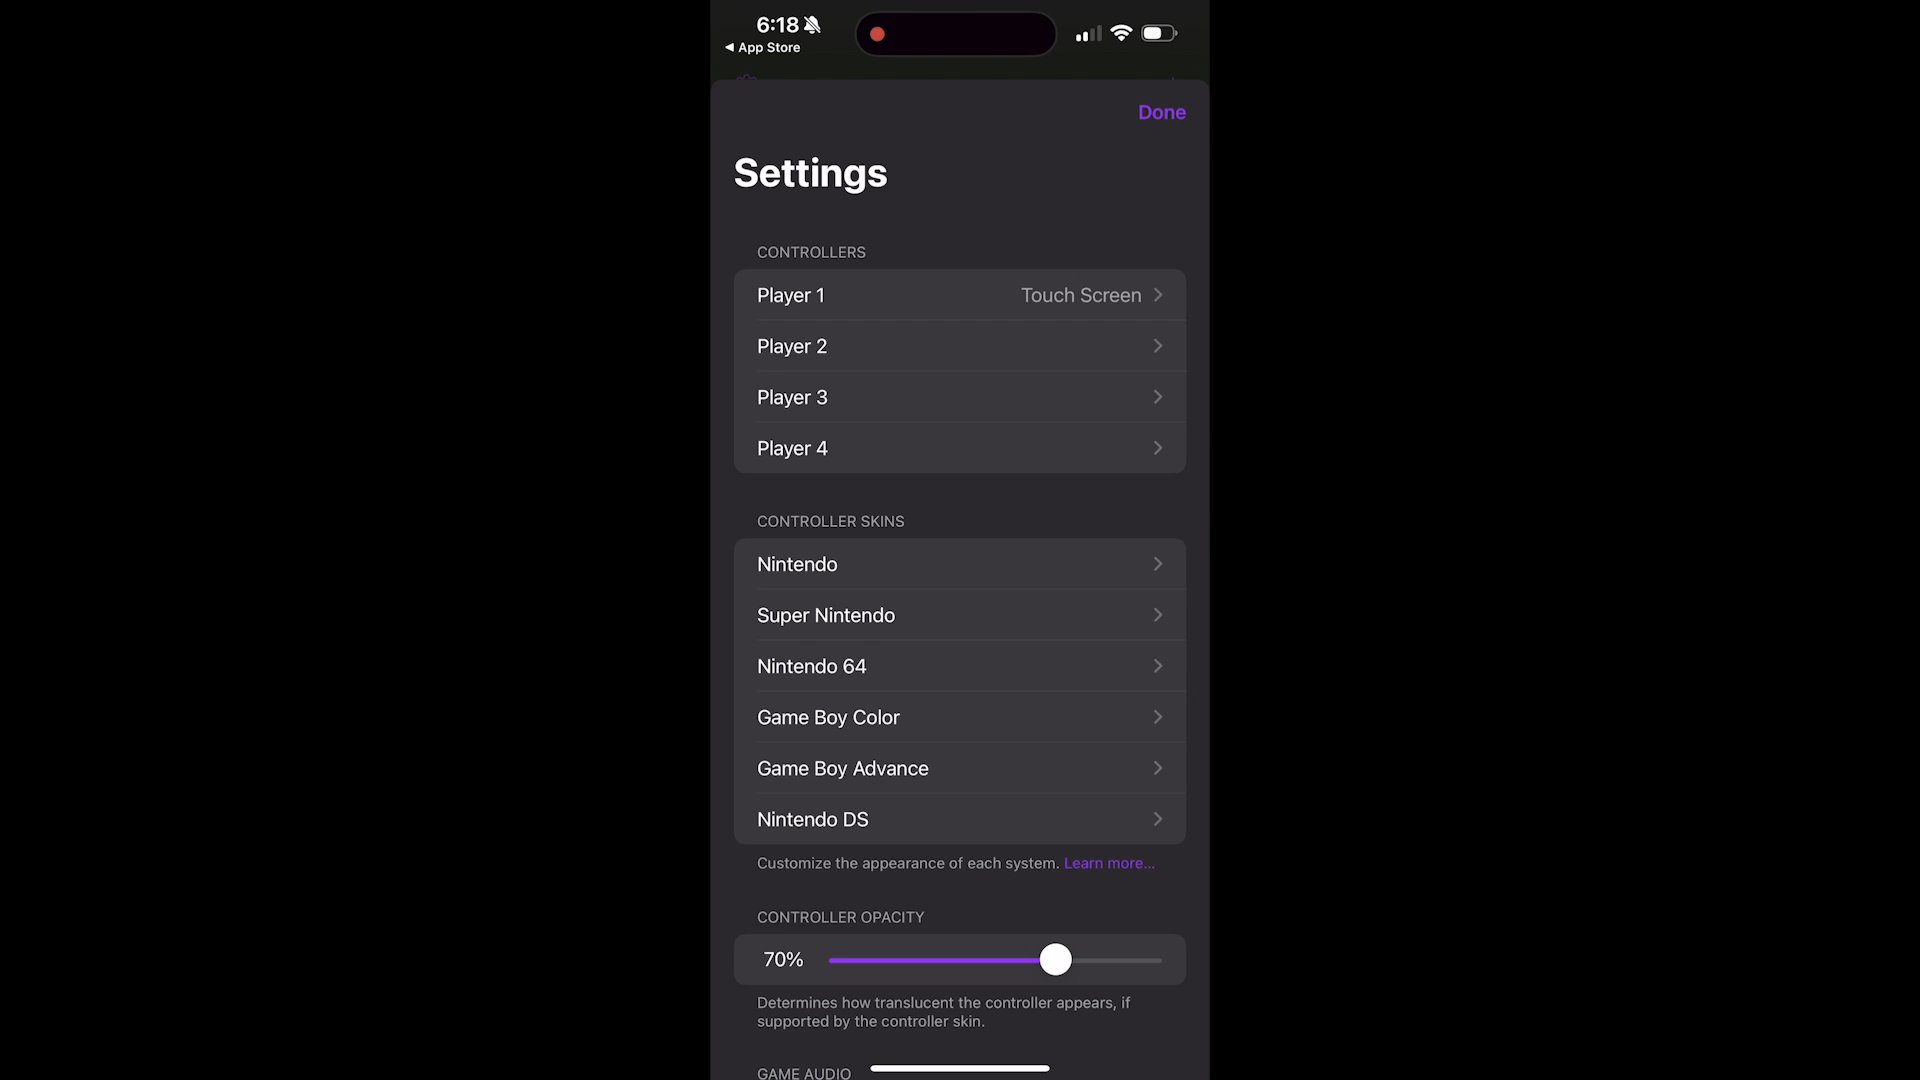 6:18
◀ App Store
Done
Settings
CONTROLLERS
Player 1 Touch Screen
Player 2
Player 3
Player 4
CONTROLLER SKINS
Nintendo
Super Nintendo
Nintendo 64
Game Boy Color
Game Boy Advance
Nintendo DS
Customize the appearance of each system. Learn more...
CONTROLLER OPACITY
70%
Determines how translucent the controller appears, if
supported by the controller skin.
GAME AUDIO